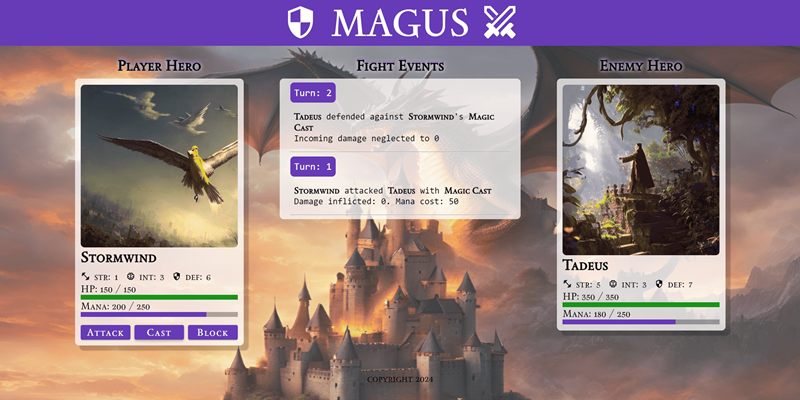 MAGUS
Player Hero
Stormwind
STR: 1 INT: 3 DEF: 6
HP: 150 / 150
Mana: 200 / 250
Attack Cast Block
Fight Events
Turn: 2
Tadeus defended against Stormwind's Magic
Cast
Incoming damage neglected to 0
Turn: 1
Stormwind attacked Tadeus with Magic Cast
Damage inflicted: 0. Mana cost: 50
Enemy Hero
Tadeus
STR: 5 INT: 3 DEF: 7
HP: 350 / 350
Mana: 180 / 250
COPYRIGHT 2024